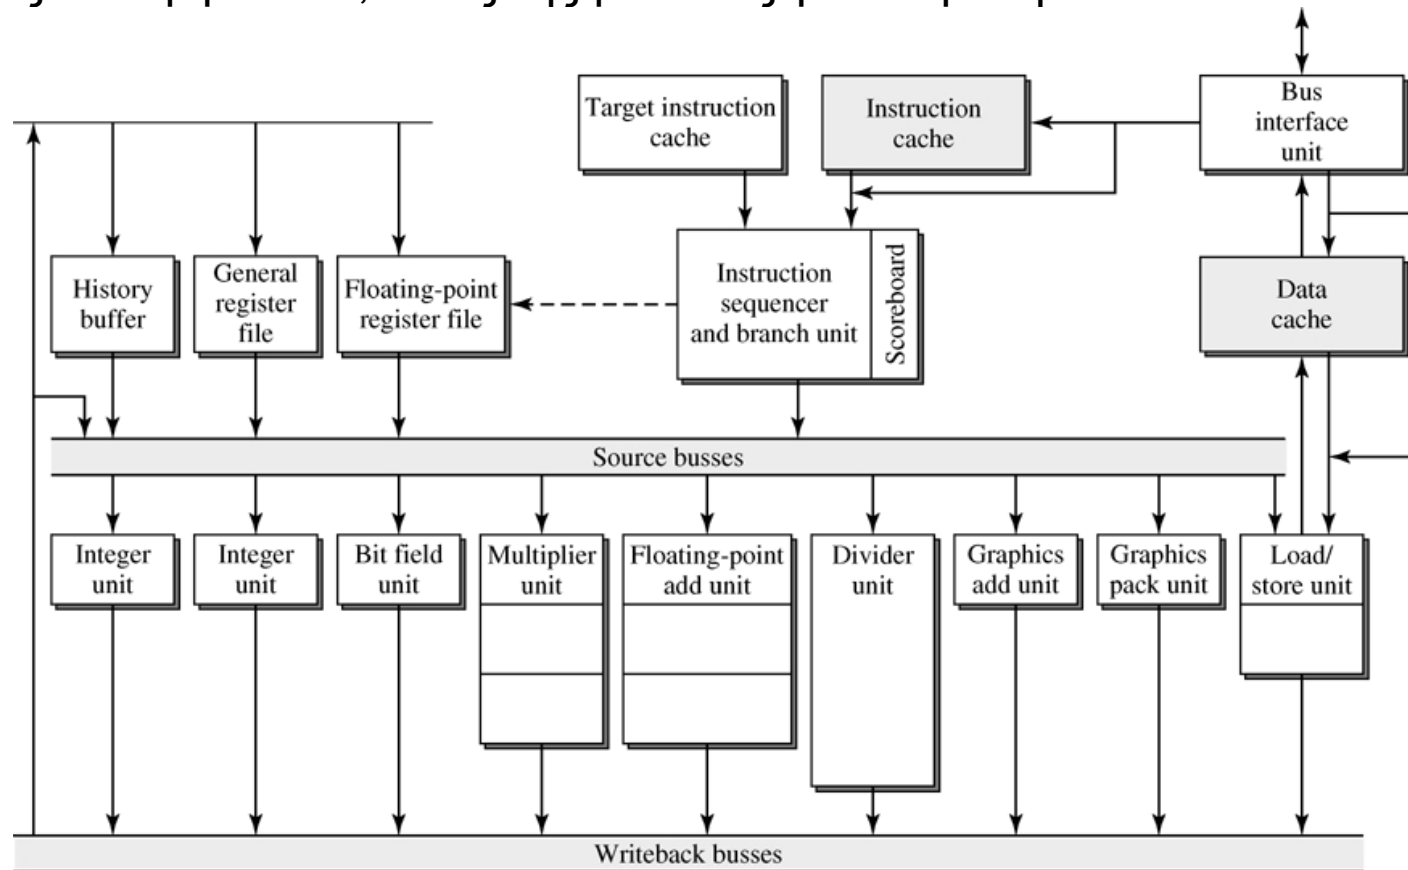 Target instruction
cache
Instruction
cache
Bus
interface
unit
History
buffer
General
register
file
Floating-point
register file
Instruction
sequencer
and branch unit
Scoreboard
Data
cache
Source busses
Integer
unit
Integer
unit
Bit field
unit
Multiplier
unit
Floating-point
add unit
Divider
unit
Graphics
add unit
Graphics
pack unit
Load/
store unit
Writeback busses